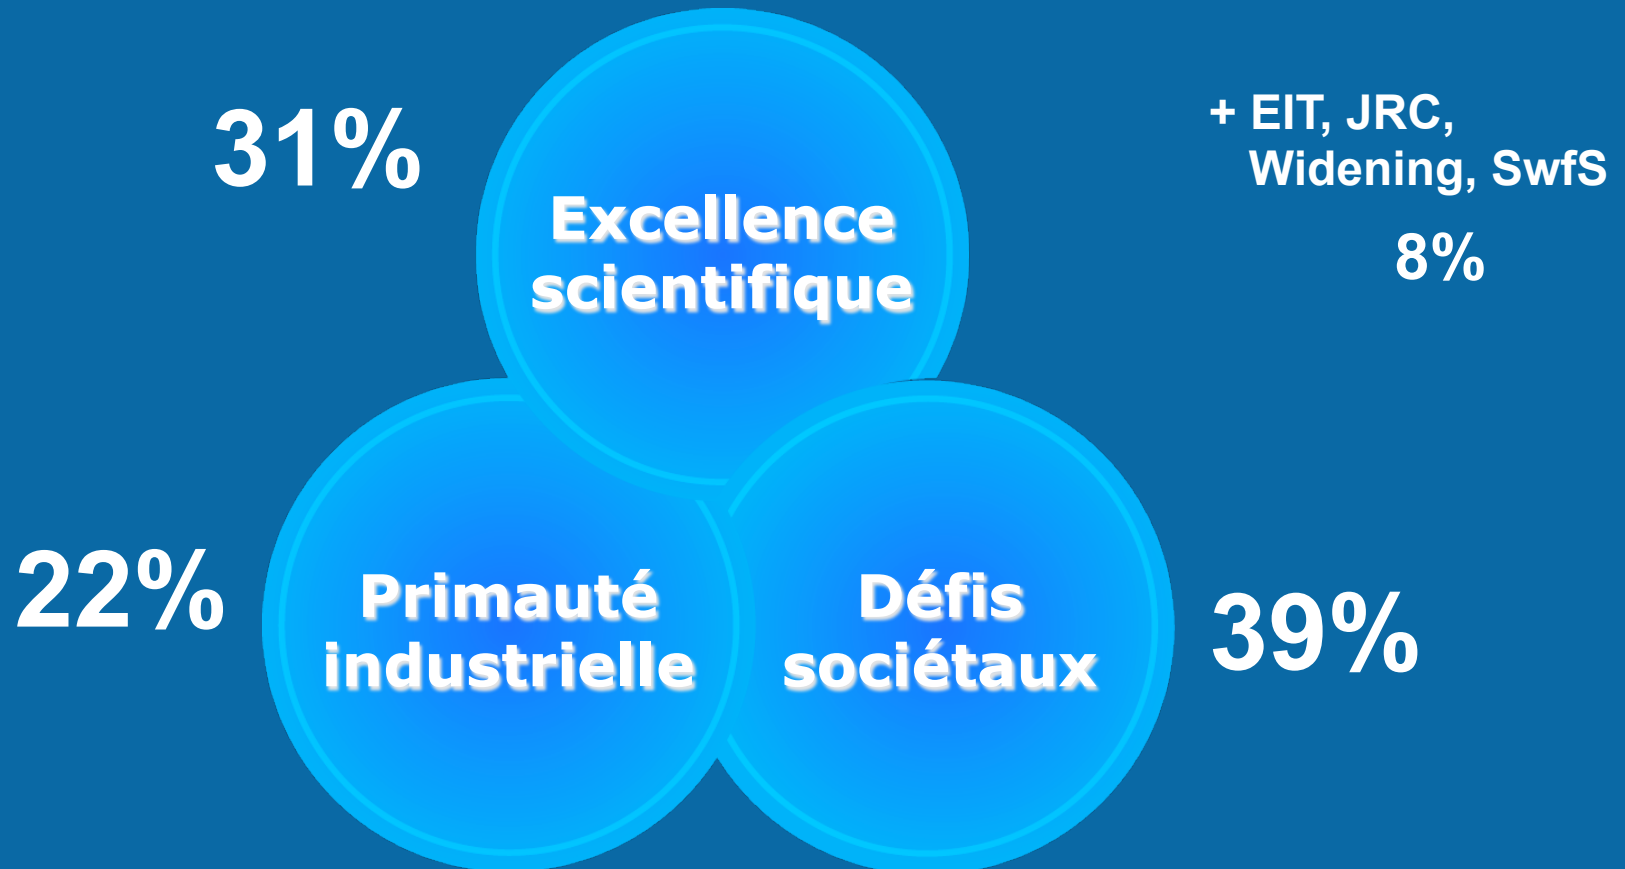 31%
Excellence
scientifique
+ EIT, JRC,
Widening, SwfS
8%
22%
Primauté
industrielle
Défis
sociétaux
39%